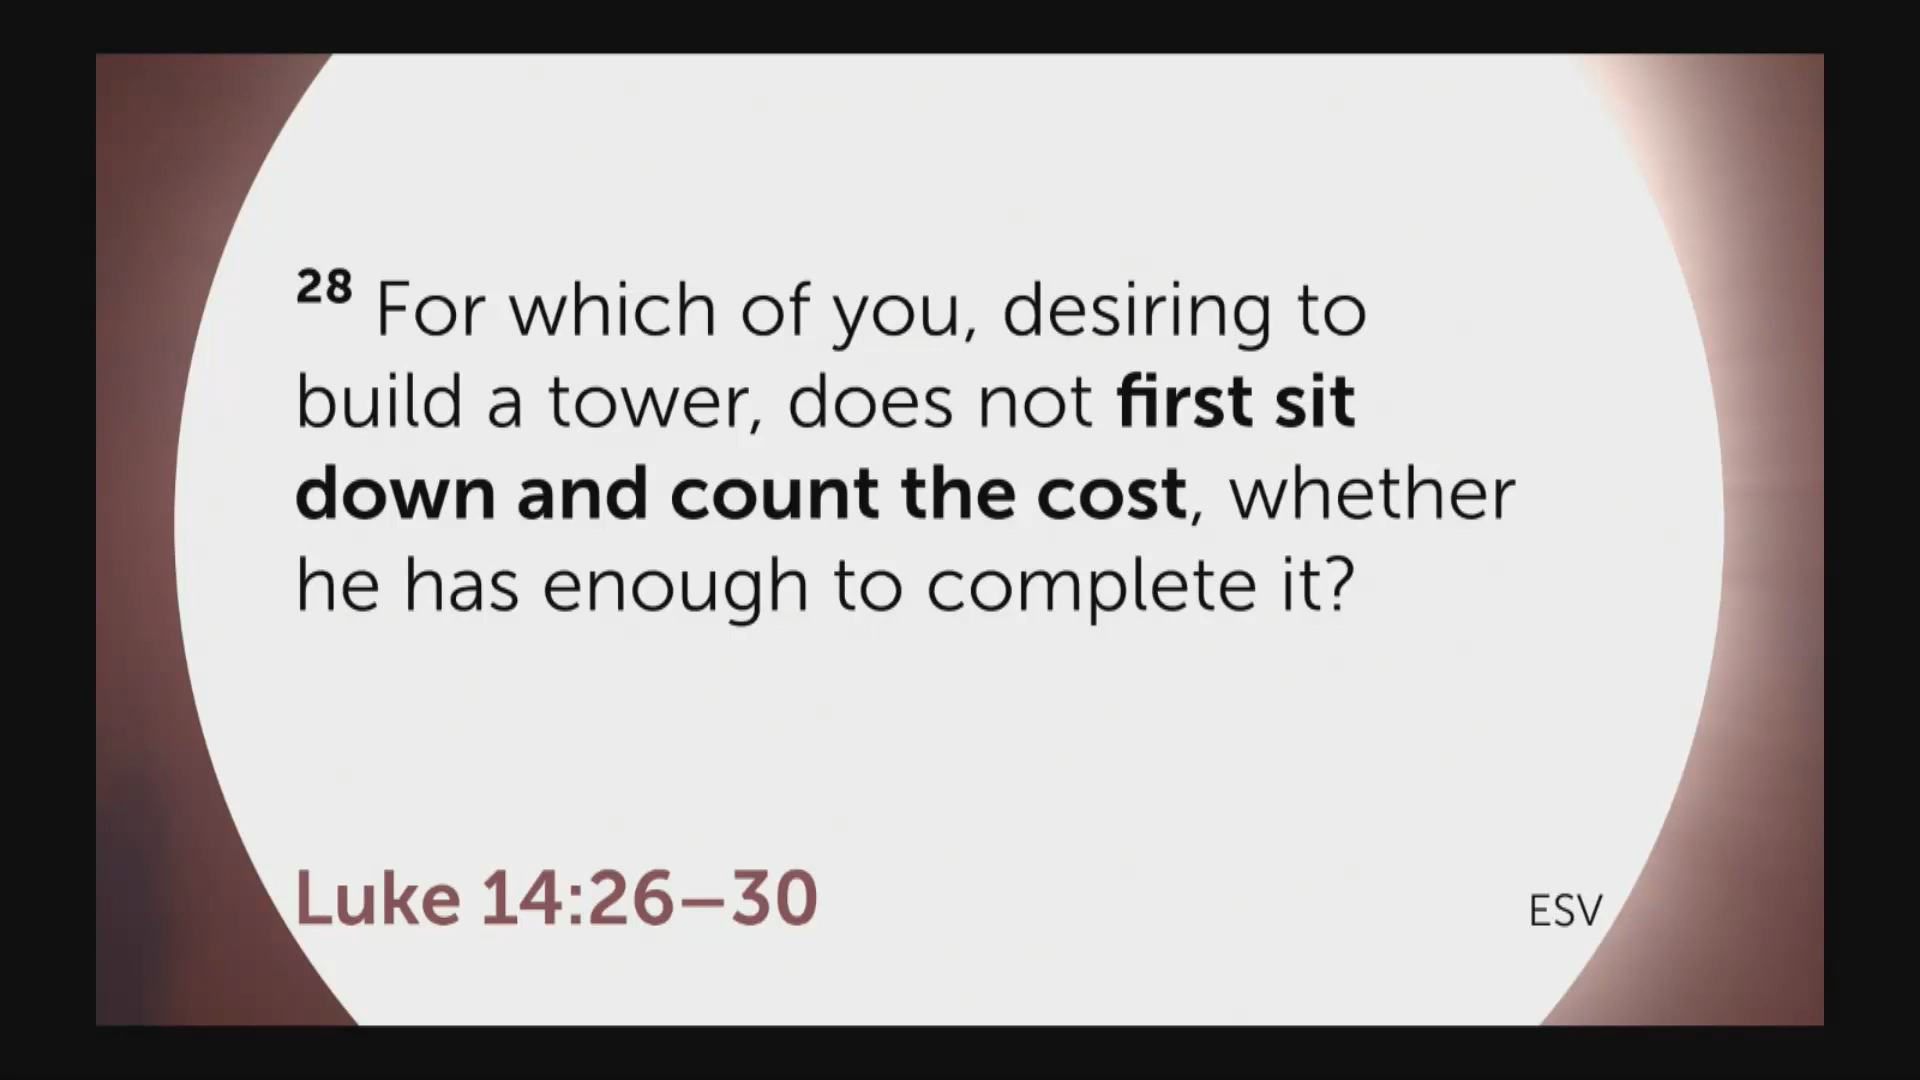 28 For which of you, desiring to
build a tower, does not first sit
down and count the cost, whether
he has enough to complete it?
Luke 14:26–30
ESV